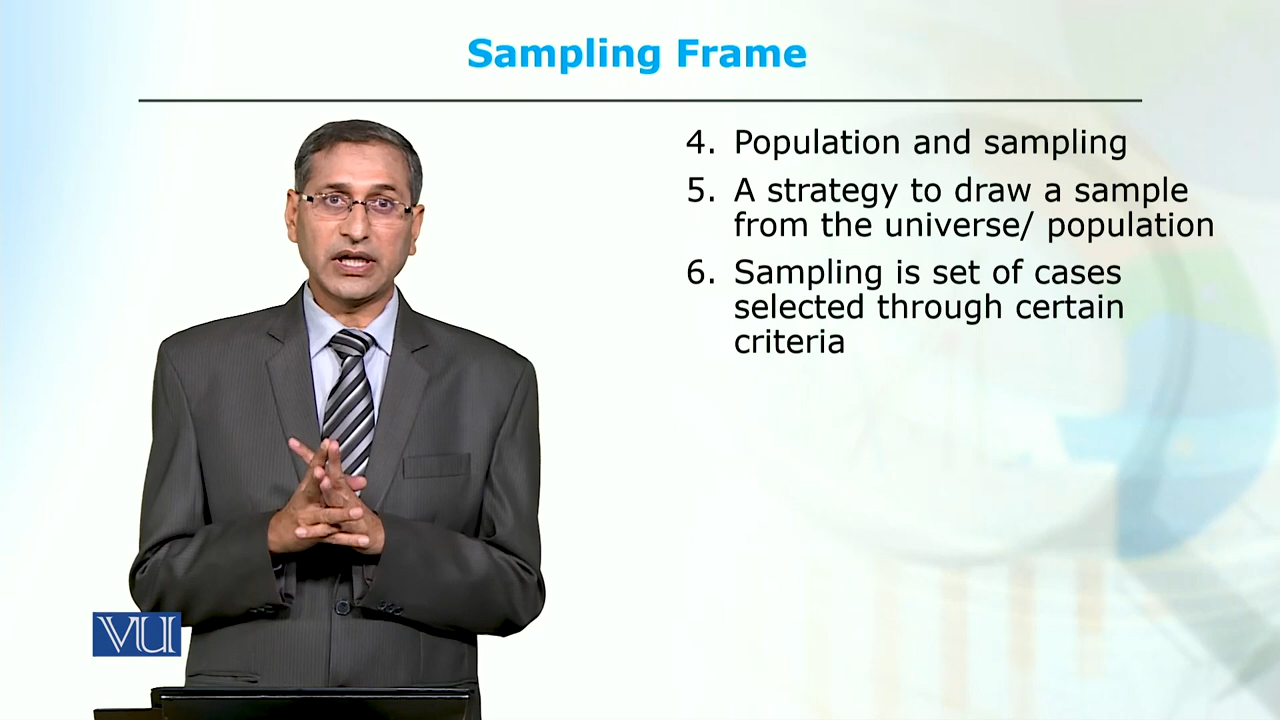 Sampling Frame
4. Population and sampling
5. A strategy to draw a sample
from the universe/ population
6. Sampling is set of cases
selected through certain
criteria
VU